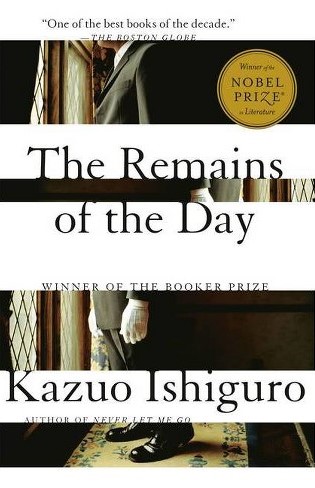 "One of the best books of the decade."
—THE BOSTON GLOBE
Winner of the
NOBEL
PRIZE®
in Literature
The Remains
of the Day
WINNER OF THE BOOKER PRIZE
Kazuo Ishiguro
AUTHOR OF NEVER LET ME GO